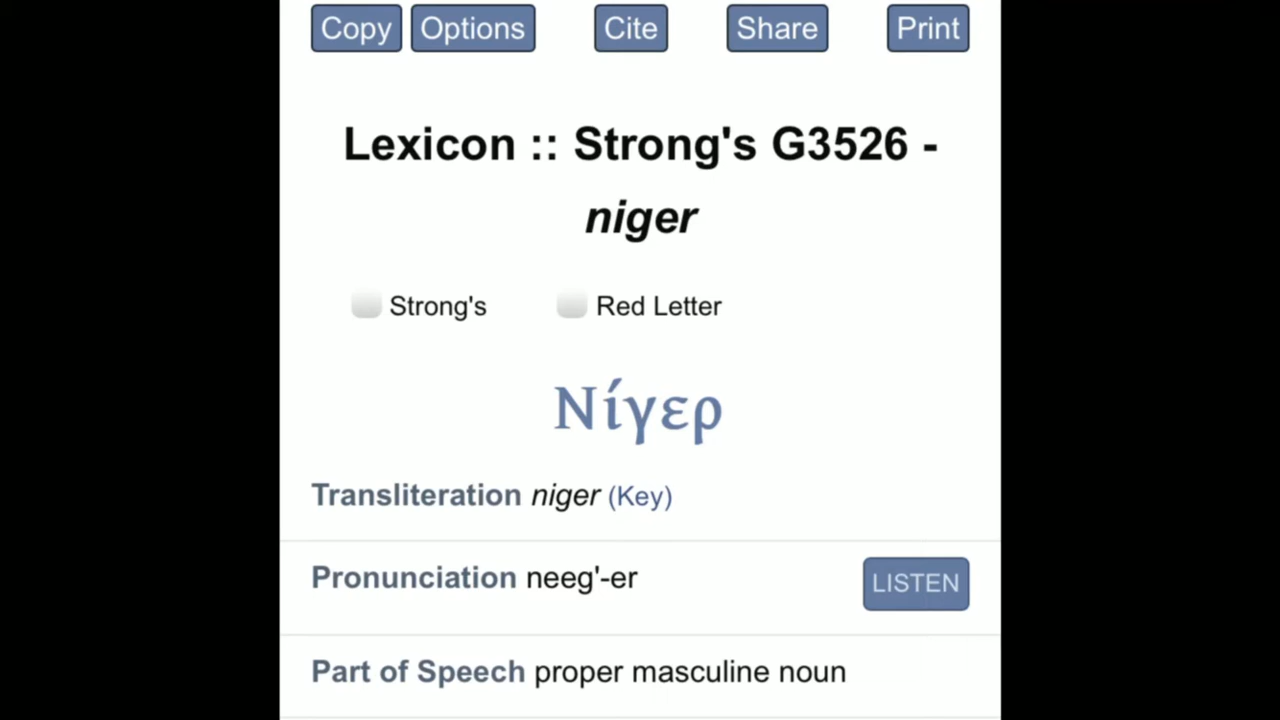 Copy Options Cite Share Print
Lexicon :: Strong's G3526 -
niger
Strong's Red Letter
Νίγερ
Transliteration niger (Key)
Pronunciation neeg'-er LISTEN
Part of Speech proper masculine noun